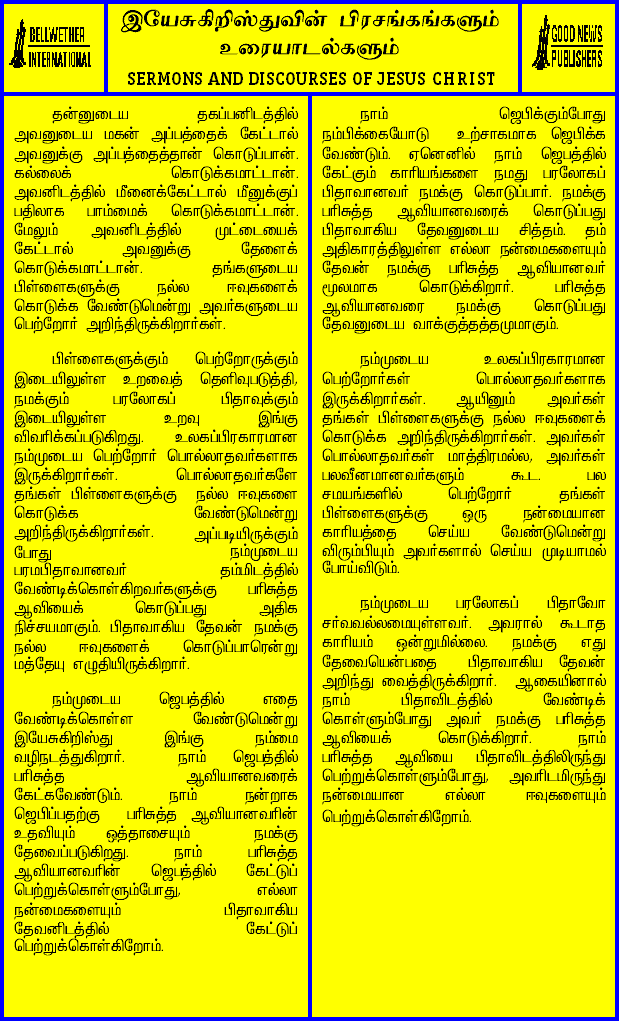 BELLWETHER
INTERNATIONAL
இயேசுகிறிஸ்துவின் பிரசங்கங்களும்
உரையாடல்களும்
SERMONS AND DISCOURSES OF JESUS CHRIST
GOOD NEWS
PUBLISHERS
தன்னுடைய தகப்பனிடத்தில்
அவனுடைய மகன் அப்பத்தைக் கேட்டால்
அவனுக்கு அப்பத்தைத்தான் கொடுப்பான்.
கல்லைக் கொடுக்கமாட்டான்.
அவனிடத்தில் மீனைக்கேட்டால் மீனுக்குப்
பதிலாக பாம்மைக் கொடுக்கமாட்டான்.
மேலும் அவனிடத்தில் முட்டையைக்
கேட்டால் அவனுக்கு தேளைக்
கொடுக்கமாட்டான். தங்களுடைய
பிள்ளைகளுக்கு நல்ல ஈவுகளைக்
கொடுக்க வேண்டுமென்று அவர்களுடைய
பெற்றோர் அறிந்திருக்கிறார்கள்.
பிள்ளைகளுக்கும் பெற்றோருக்கும்
இடையிலுள்ள உறவைத் தெளிவுபடுத்தி,
நமக்கும் பரலோகப் பிதாவுக்கும்
இடையிலுள்ள உறவு இங்கு
விவரிக்கப்படுகிறது. உலகப்பிரகாரமான
நம்முடைய பெற்றோர் பொல்லாதவர்களாக
இருக்கிறார்கள். பொல்லாதவர்களே
தங்கள் பிள்ளைகளுக்கு நல்ல ஈவுகளை
கொடுக்க வேண்டுமென்று
அறிந்திருக்கிறார்கள். அப்படியிருக்கும்
போது நம்முடைய
பரமபிதாவானவர் தம்மிடத்தில்
வேண்டிக்கொள்கிறவர்களுக்கு பரிசுத்த
ஆவியைக் கொடுப்பது அதிக
நிச்சயமாகும். பிதாவாகிய தேவன் நமக்கு
நல்ல ஈவுகளைக் கொடுப்பாரென்று
மத்தேயு எழுதியிருக்கிறார்.
நம்முடைய ஜெபத்தில் எதை
வேண்டிக்கொள்ள வேண்டுமென்று
இயேசுகிறிஸ்து இங்கு நம்மை
வழிநடத்துகிறார். நாம் ஜெபத்தில்
பரிசுத்த ஆவியானவரைக்
கேட்கவேண்டும். நாம் நன்றாக
ஜெபிப்பதற்கு பரிசுத்த ஆவியானவரின்
உதவியும் ஒத்தாசையும் நமக்கு
தேவைப்படுகிறது. நாம் பரிசுத்த
ஆவியானவரின் ஜெபத்தில் கேட்டுப்
பெற்றுக்கொள்ளும்போது, எல்லா
நன்மைகளையும் பிதாவாகிய
தேவனிடத்தில் கேட்டுப்
பெற்றுக்கொள்கிறோம்.
நாம் ஜெபிக்கும்போது
நம்பிக்கையோடு உற்சாகமாக ஜெபிக்க
வேண்டும். ஏனெனில் நாம் ஜெபத்தில்
கேட்கும் காரியங்களை நமது பரலோகப்
பிதாவானவர் நமக்கு கொடுப்பார். நமக்கு
பரிசுத்த ஆவியானவரைக் கொடுப்பது
பிதாவாகிய தேவனுடைய சித்தம். தம்
அதிகாரத்திலுள்ள எல்லா நன்மைகளையும்
தேவன் நமக்கு பரிசுத்த ஆவியானவர்
மூலமாக கொடுக்கிறார். பரிசுத்த
ஆவியானவரை நமக்கு கொடுப்பது
தேவனுடைய வாக்குத்தத்தமுமாகும்.
நம்முடைய உலகப்பிரகாரமான
பெற்றோர்கள் பொல்லாதவர்களாக
இருக்கிறார்கள். ஆயினும் அவர்கள்
தங்கள் பிள்ளைகளுக்கு நல்ல ஈவுகளைக்
கொடுக்க அறிந்திருக்கிறார்கள். அவர்கள்
பொல்லாதவர்கள் மாத்திரமல்ல, அவர்கள்
பலவீனமானவர்களும் கூட. பல
சமயங்களில் பெற்றோர் தங்கள்
பிள்ளைகளுக்கு ஒரு நன்மையான
காரியத்தை செய்ய வேண்டுமென்று
விரும்பியும் அவர்களால் செய்ய முடியாமல்
போய்விடும்.
நம்முடைய பரலோகப் பிதாவோ
சர்வவல்லமையுள்ளவர். அவரால் கூடாத
காரியம் ஒன்றுமில்லை. நமக்கு எது
தேவையென்பதை பிதாவாகிய தேவன்
அறிந்து வைத்திருக்கிறார். ஆகையினால்
நாம் பிதாவிடத்தில் வேண்டிக்
கொள்ளும்போது அவர் நமக்கு பரிசுத்த
ஆவியைக் கொடுக்கிறார். நாம்
பரிசுத்த ஆவியை பிதாவிடத்திலிருந்து
பெற்றுக்கொள்ளும்போது, அவரிடமிருந்து
நன்மையான எல்லா ஈவுகளையும்
பெற்றுக்கொள்கிறோம்.